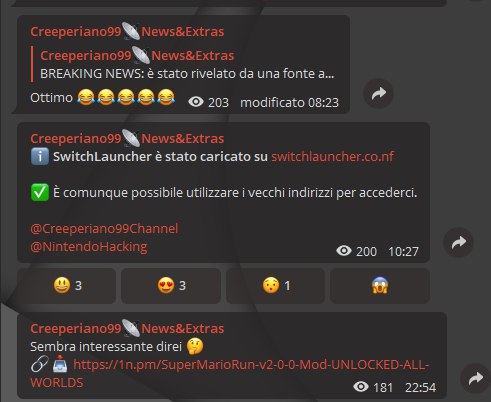 Creeperiano99📡News&Extras
Creeperiano99📡News&Extras
BREAKING NEWS: è stato rivelato da una fonte a...
Ottimo 😂😂😂😂😂 203 modificato 08:23
Creeperiano99📡News&Extras
ℹ️ SwitchLauncher è stato caricato su switchlauncher.co.nf
✅ È comunque possibile utilizzare i vecchi indirizzi per accederci.
@Creeperiano99Channel
@NintendoHacking
200 10:27
😃 3 😍 3 😯 1 😱
Creeperiano99📡News&Extras
Sembra interessante direi 🤔
🔗 📥 https://1n.pm/SuperMarioRun-v2-0-0-Mod-UNLOCKED-ALL-
WORLDS
181 22:54